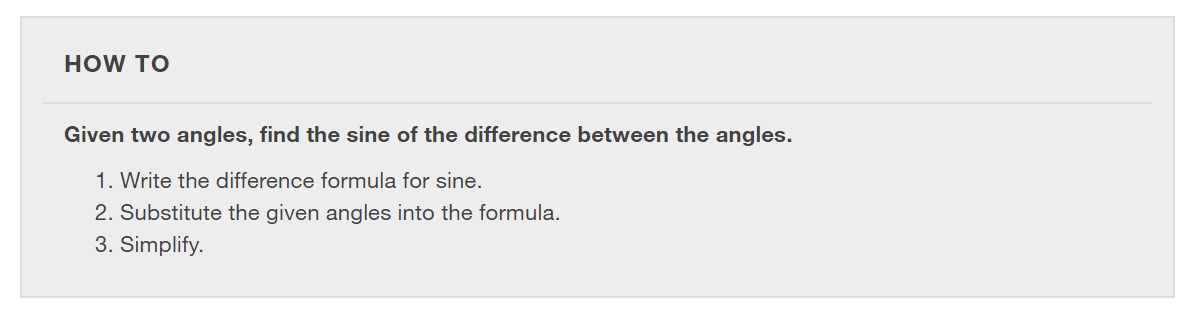 HOW TO
Given two angles, find the sine of the difference between the angles.
1. Write the difference formula for sine.
2. Substitute the given angles into the formula.
3. Simplify.